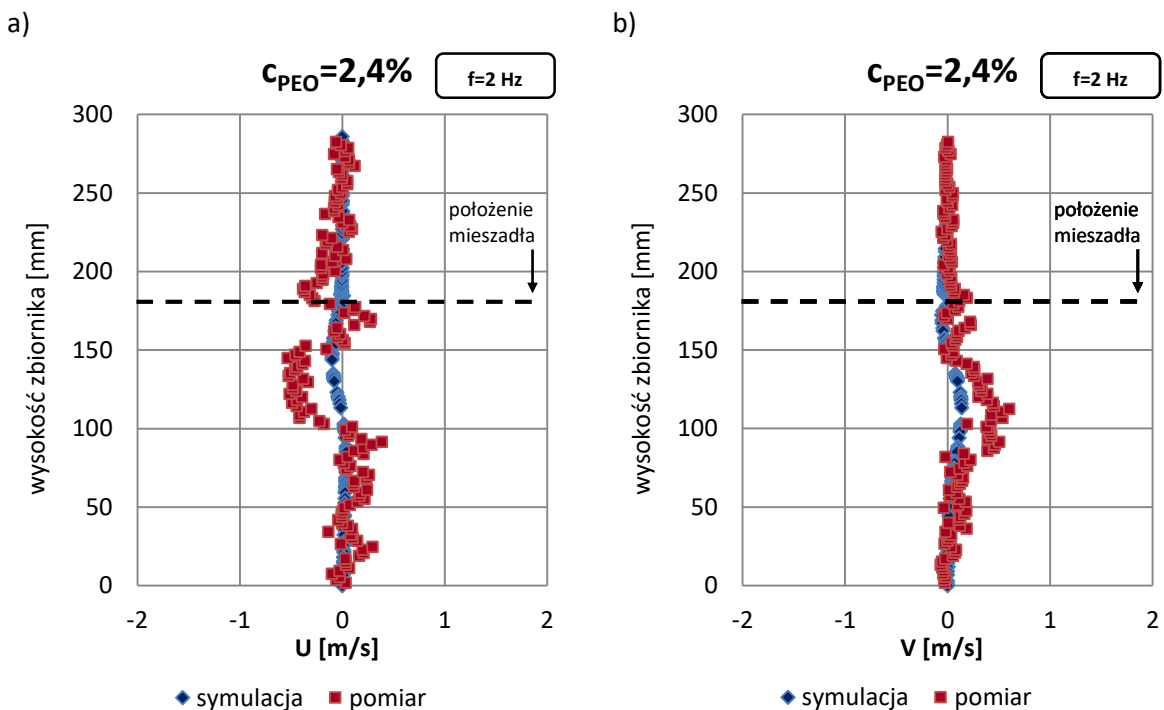 a)
c_PEO=2,4%
f=2 Hz
300
250
200
150
100
50
0
wysokość zbiornika [mm]
położenie
mieszadła
-2
-1
0
1
2
U [m/s]
symulacja
pomiar
b)
c_PEO=2,4%
f=2 Hz
300
250
200
150
100
50
0
wysokość zbiornika [mm]
położenie
mieszadła
-2
-1
0
1
2
V [m/s]
symulacja
pomiar